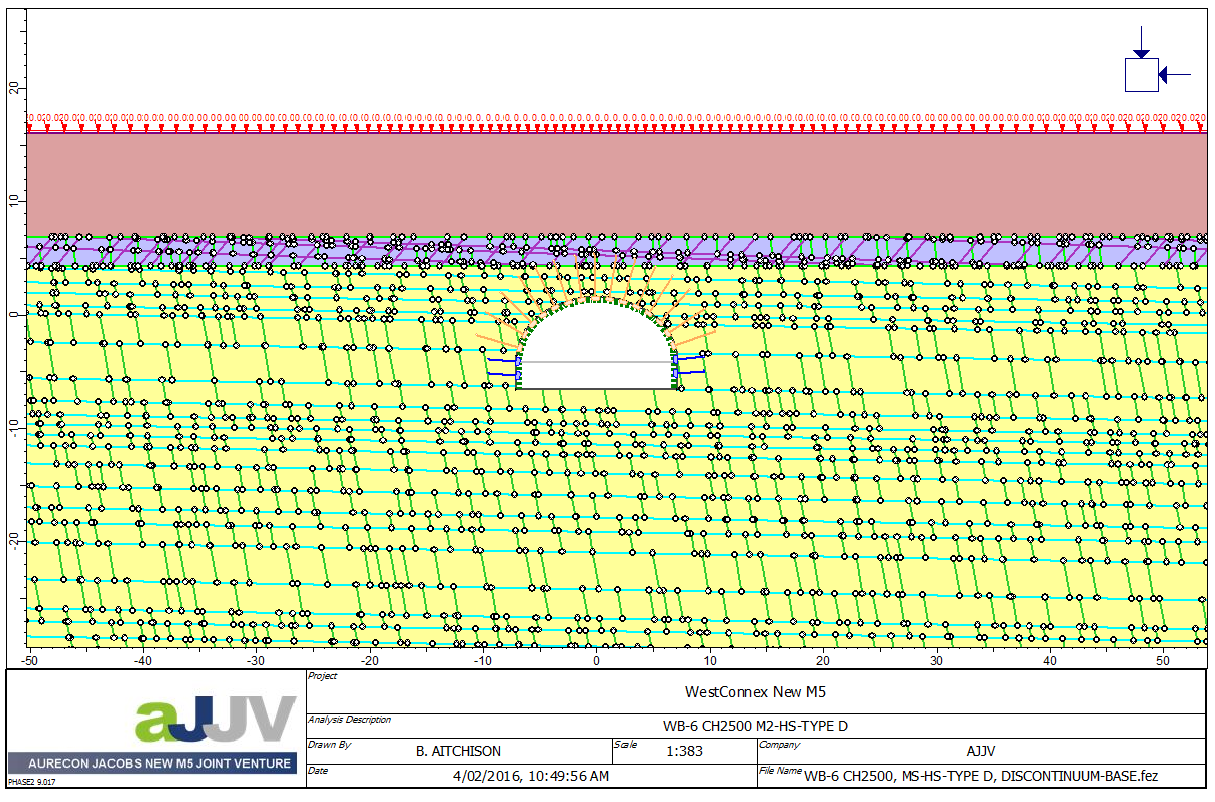 20
10
0
-10
-20
-50 -40 -30 -20 -10 0 10 20 30 40 50
Project
WestConnex New M5
Analysis Description
WB-6 CH2500 M2-HS-TYPE D
Drawn By
B. AITCHISON
Scale
1:383
Company
AJJV
Date
4/02/2016, 10:49:56 AM
File Name
WB-6 CH2500, MS-HS-TYPE D, DISCONTINUUM-BASE.fez
aJJV
AURECON JACOBS NEW M5 JOINT VENTURE
PHASE2 9.017